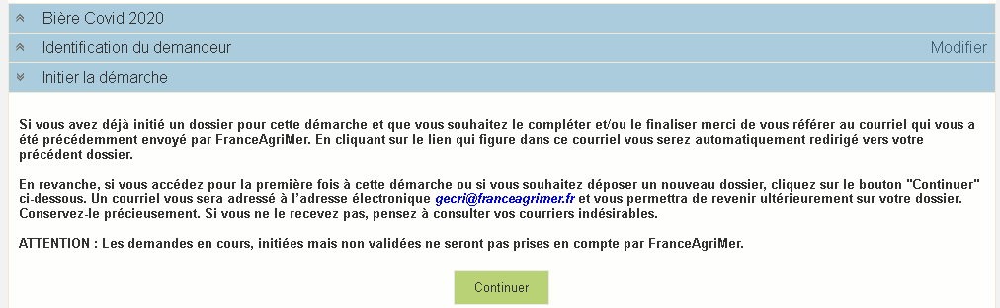 Bière Covid 2020
Identification du demandeur Modifier
Initier la démarche
Si vous avez déjà initié un dossier pour cette démarche et que vous souhaitez le compléter et/ou le finaliser merci de vous référer au courriel qui vous a
été précédemment envoyé par FranceAgriMer. En cliquant sur le lien qui figure dans ce courriel vous serez automatiquement redirigé vers votre
précédent dossier.
En revanche, si vous accédez pour la première fois à cette démarche ou si vous souhaitez déposer un nouveau dossier, cliquez sur le bouton "Continuer"
ci-dessous. Un courriel vous sera adressé à l'adresse électronique gecri@franceagrimer.fr et vous permettra de revenir ultérieurement sur votre dossier.
Conservez-le précieusement. Si vous ne le recevez pas, pensez à consulter vos courriers indésirables.
ATTENTION : Les demandes en cours, initiées mais non validées ne seront pas prises en compte par FranceAgriMer.
Continuer